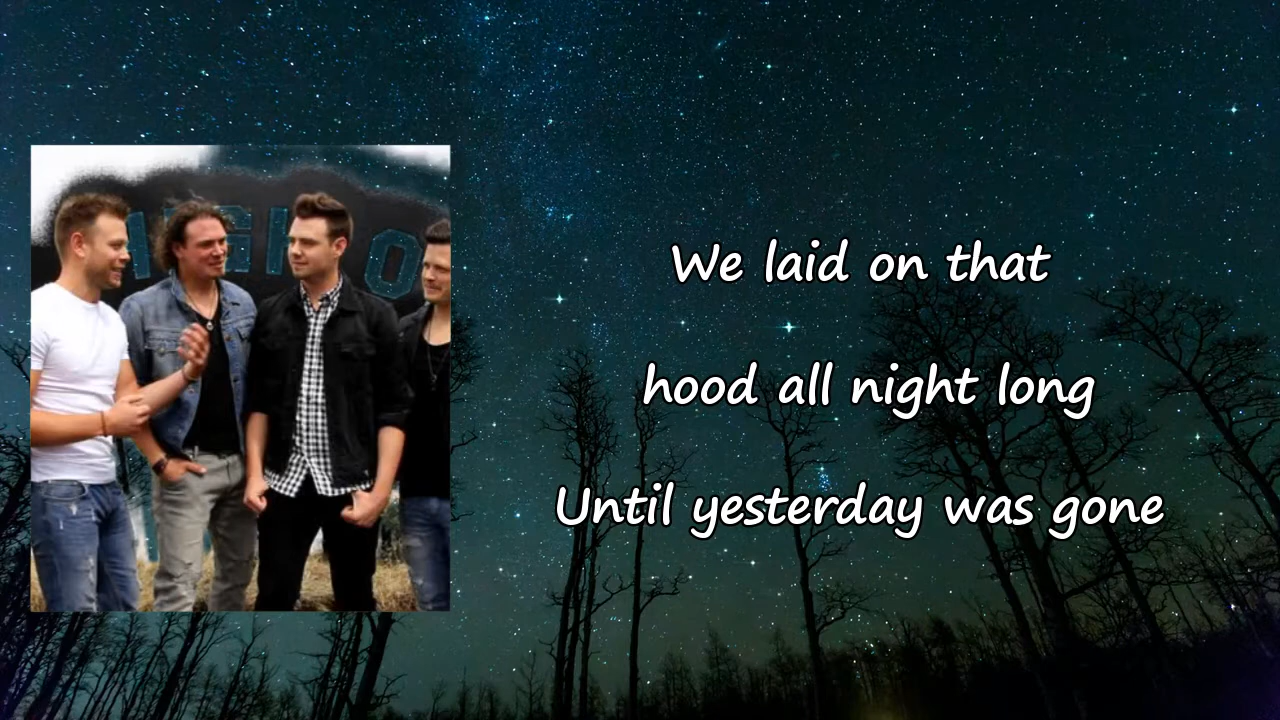 We laid on that
hood all night long
Until yesterday was gone